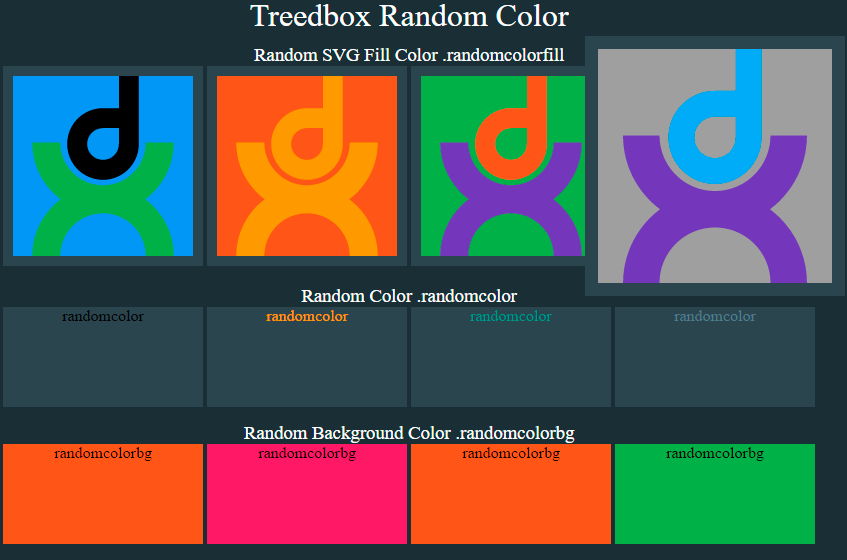 Treedbox Random Color
Random SVG Fill Color .randomcolorfill
Random Color .randomcolor
randomcolor randomcolor randomcolor randomcolor
Random Background Color .randomcolorbg
randomcolorbg randomcolorbg randomcolorbg randomcolorbg